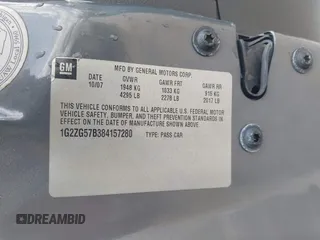 GM
MFD BY GENERAL MOTORS CORP.
DATE GVWR GAWR FRT GAWR RR
10/07 1948 KG 1033 KG 915 KG
4295 LB 2278 LB 2017 LB
THIS VEHICLE CONFORMS TO ALL APPLICABLE U.S. FEDERAL MOTOR
VEHICLE SAFETY, BUMPER, AND THEFT PREVENTION STANDARDS
IN EFFECT ON THE DATE OF MANUFACTURE SHOWN ABOVE.
1G2ZG57B384157280 TYPE: PASS CAR
DREAMBID